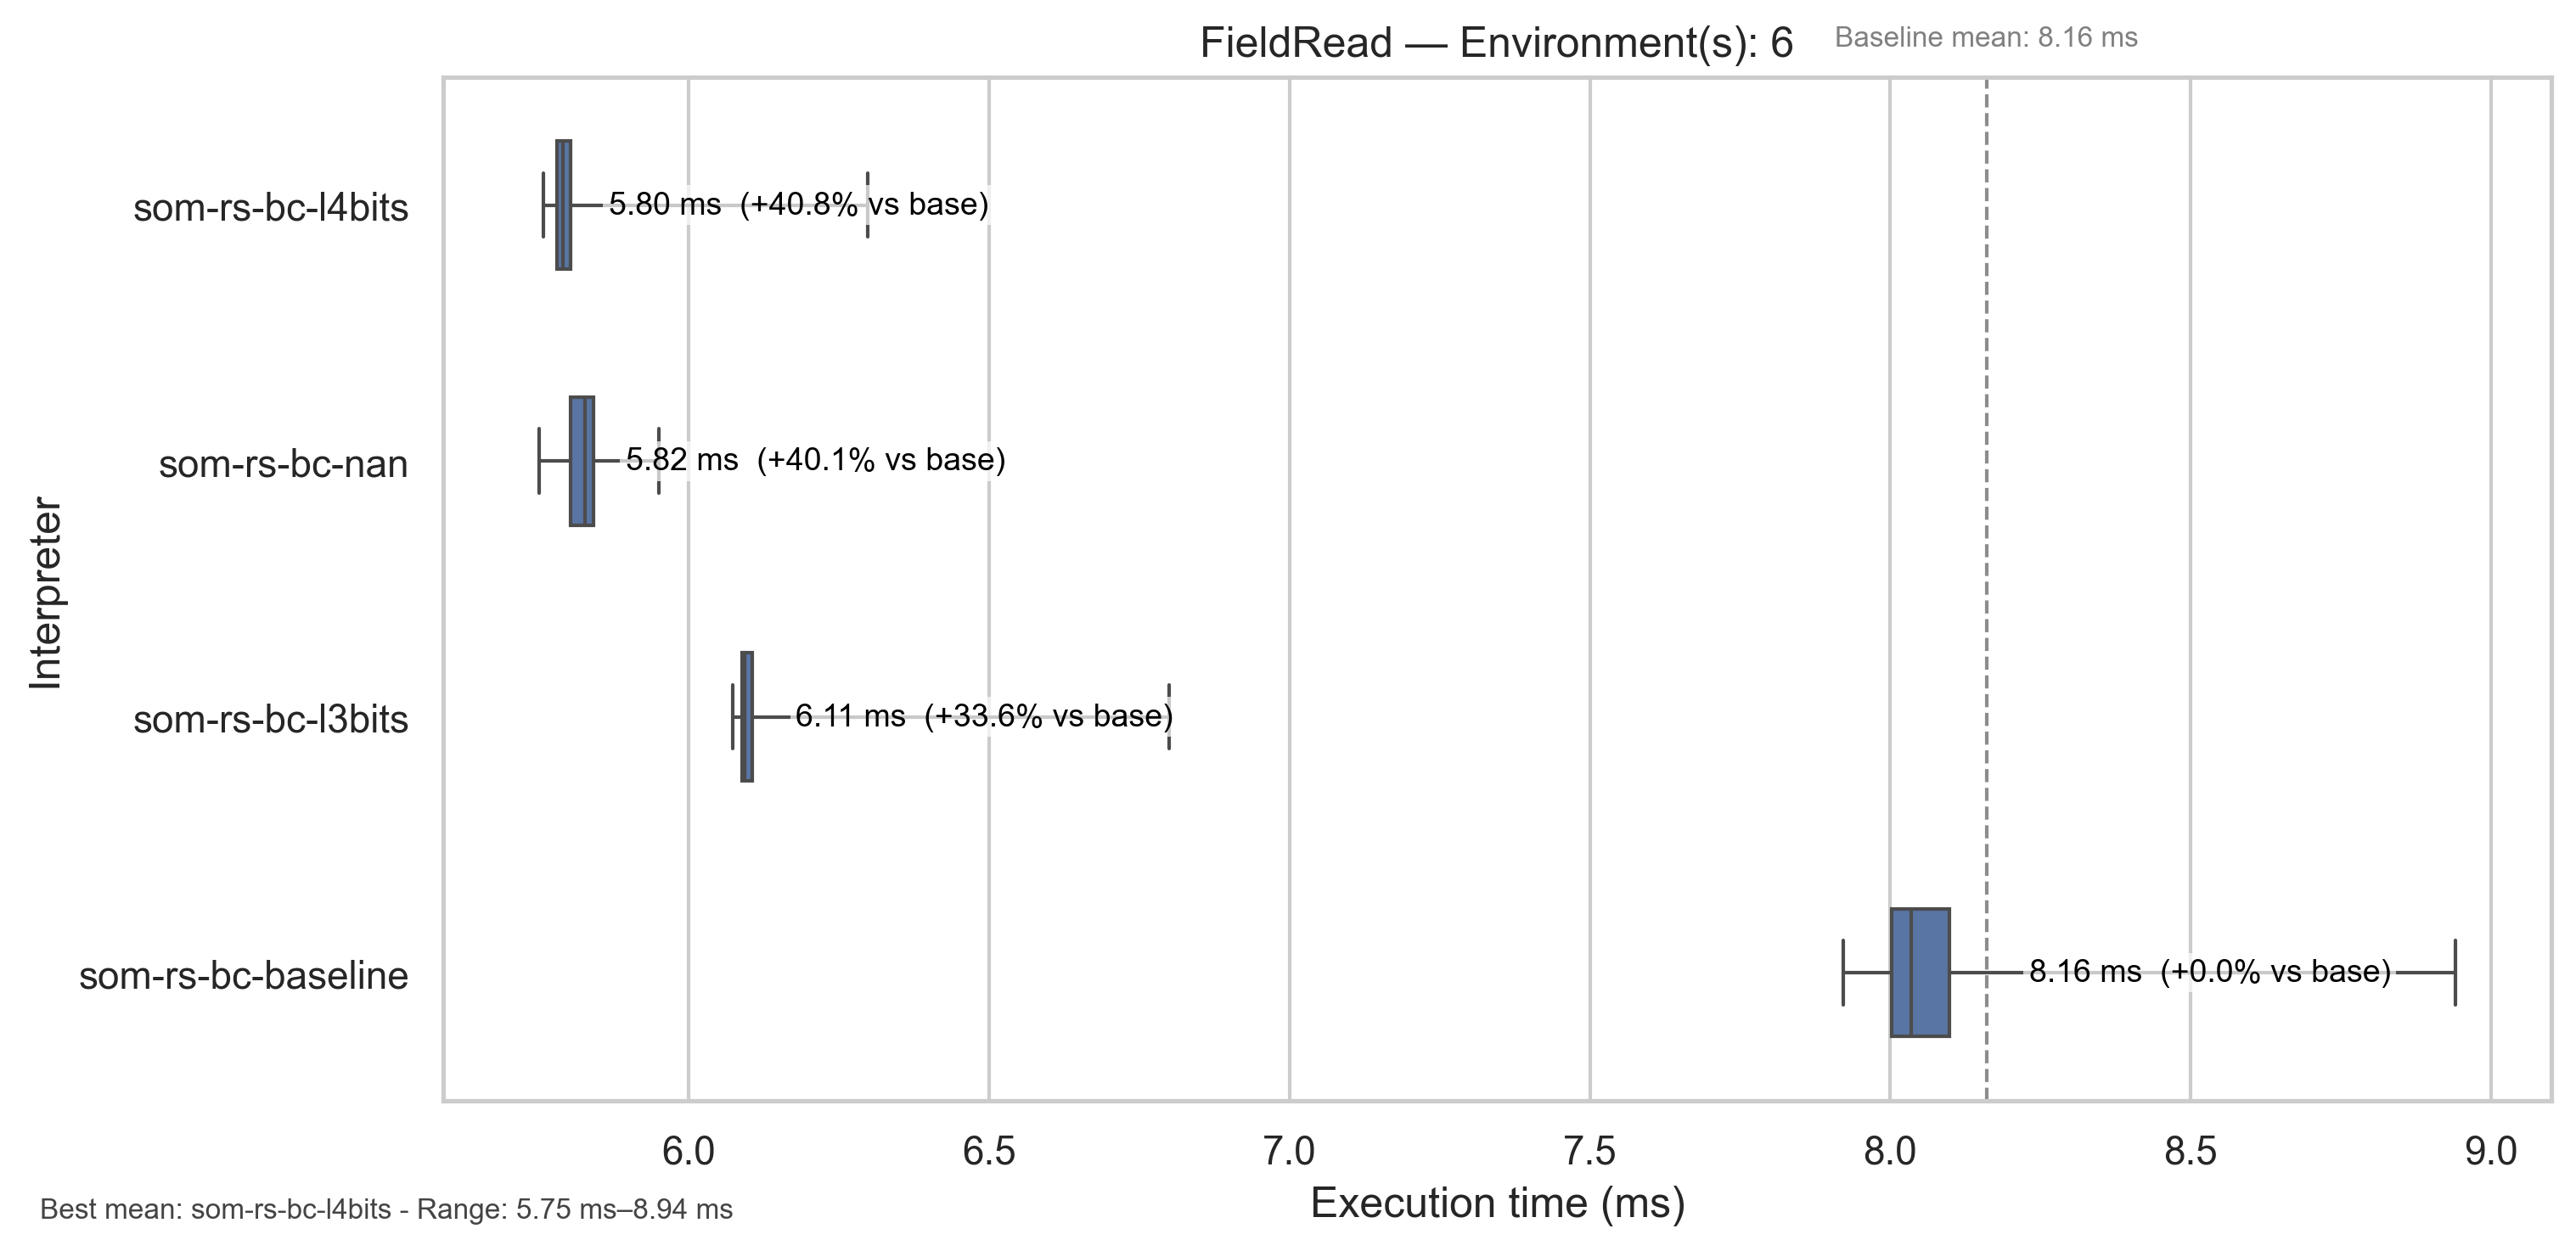 FieldRead — Environment(s): 6
Baseline mean: 8.16 ms
Interpreter
som-rs-bc-l4bits
5.80 ms (+40.8% vs base)
som-rs-bc-nan
5.82 ms (+40.1% vs base)
som-rs-bc-l3bits
6.11 ms (+33.6% vs base)
som-rs-bc-baseline
8.16 ms (+0.0% vs base)
6.0 6.5 7.0 7.5 8.0 8.5 9.0
Execution time (ms)
Best mean: som-rs-bc-l4bits - Range: 5.75 ms–8.94 ms